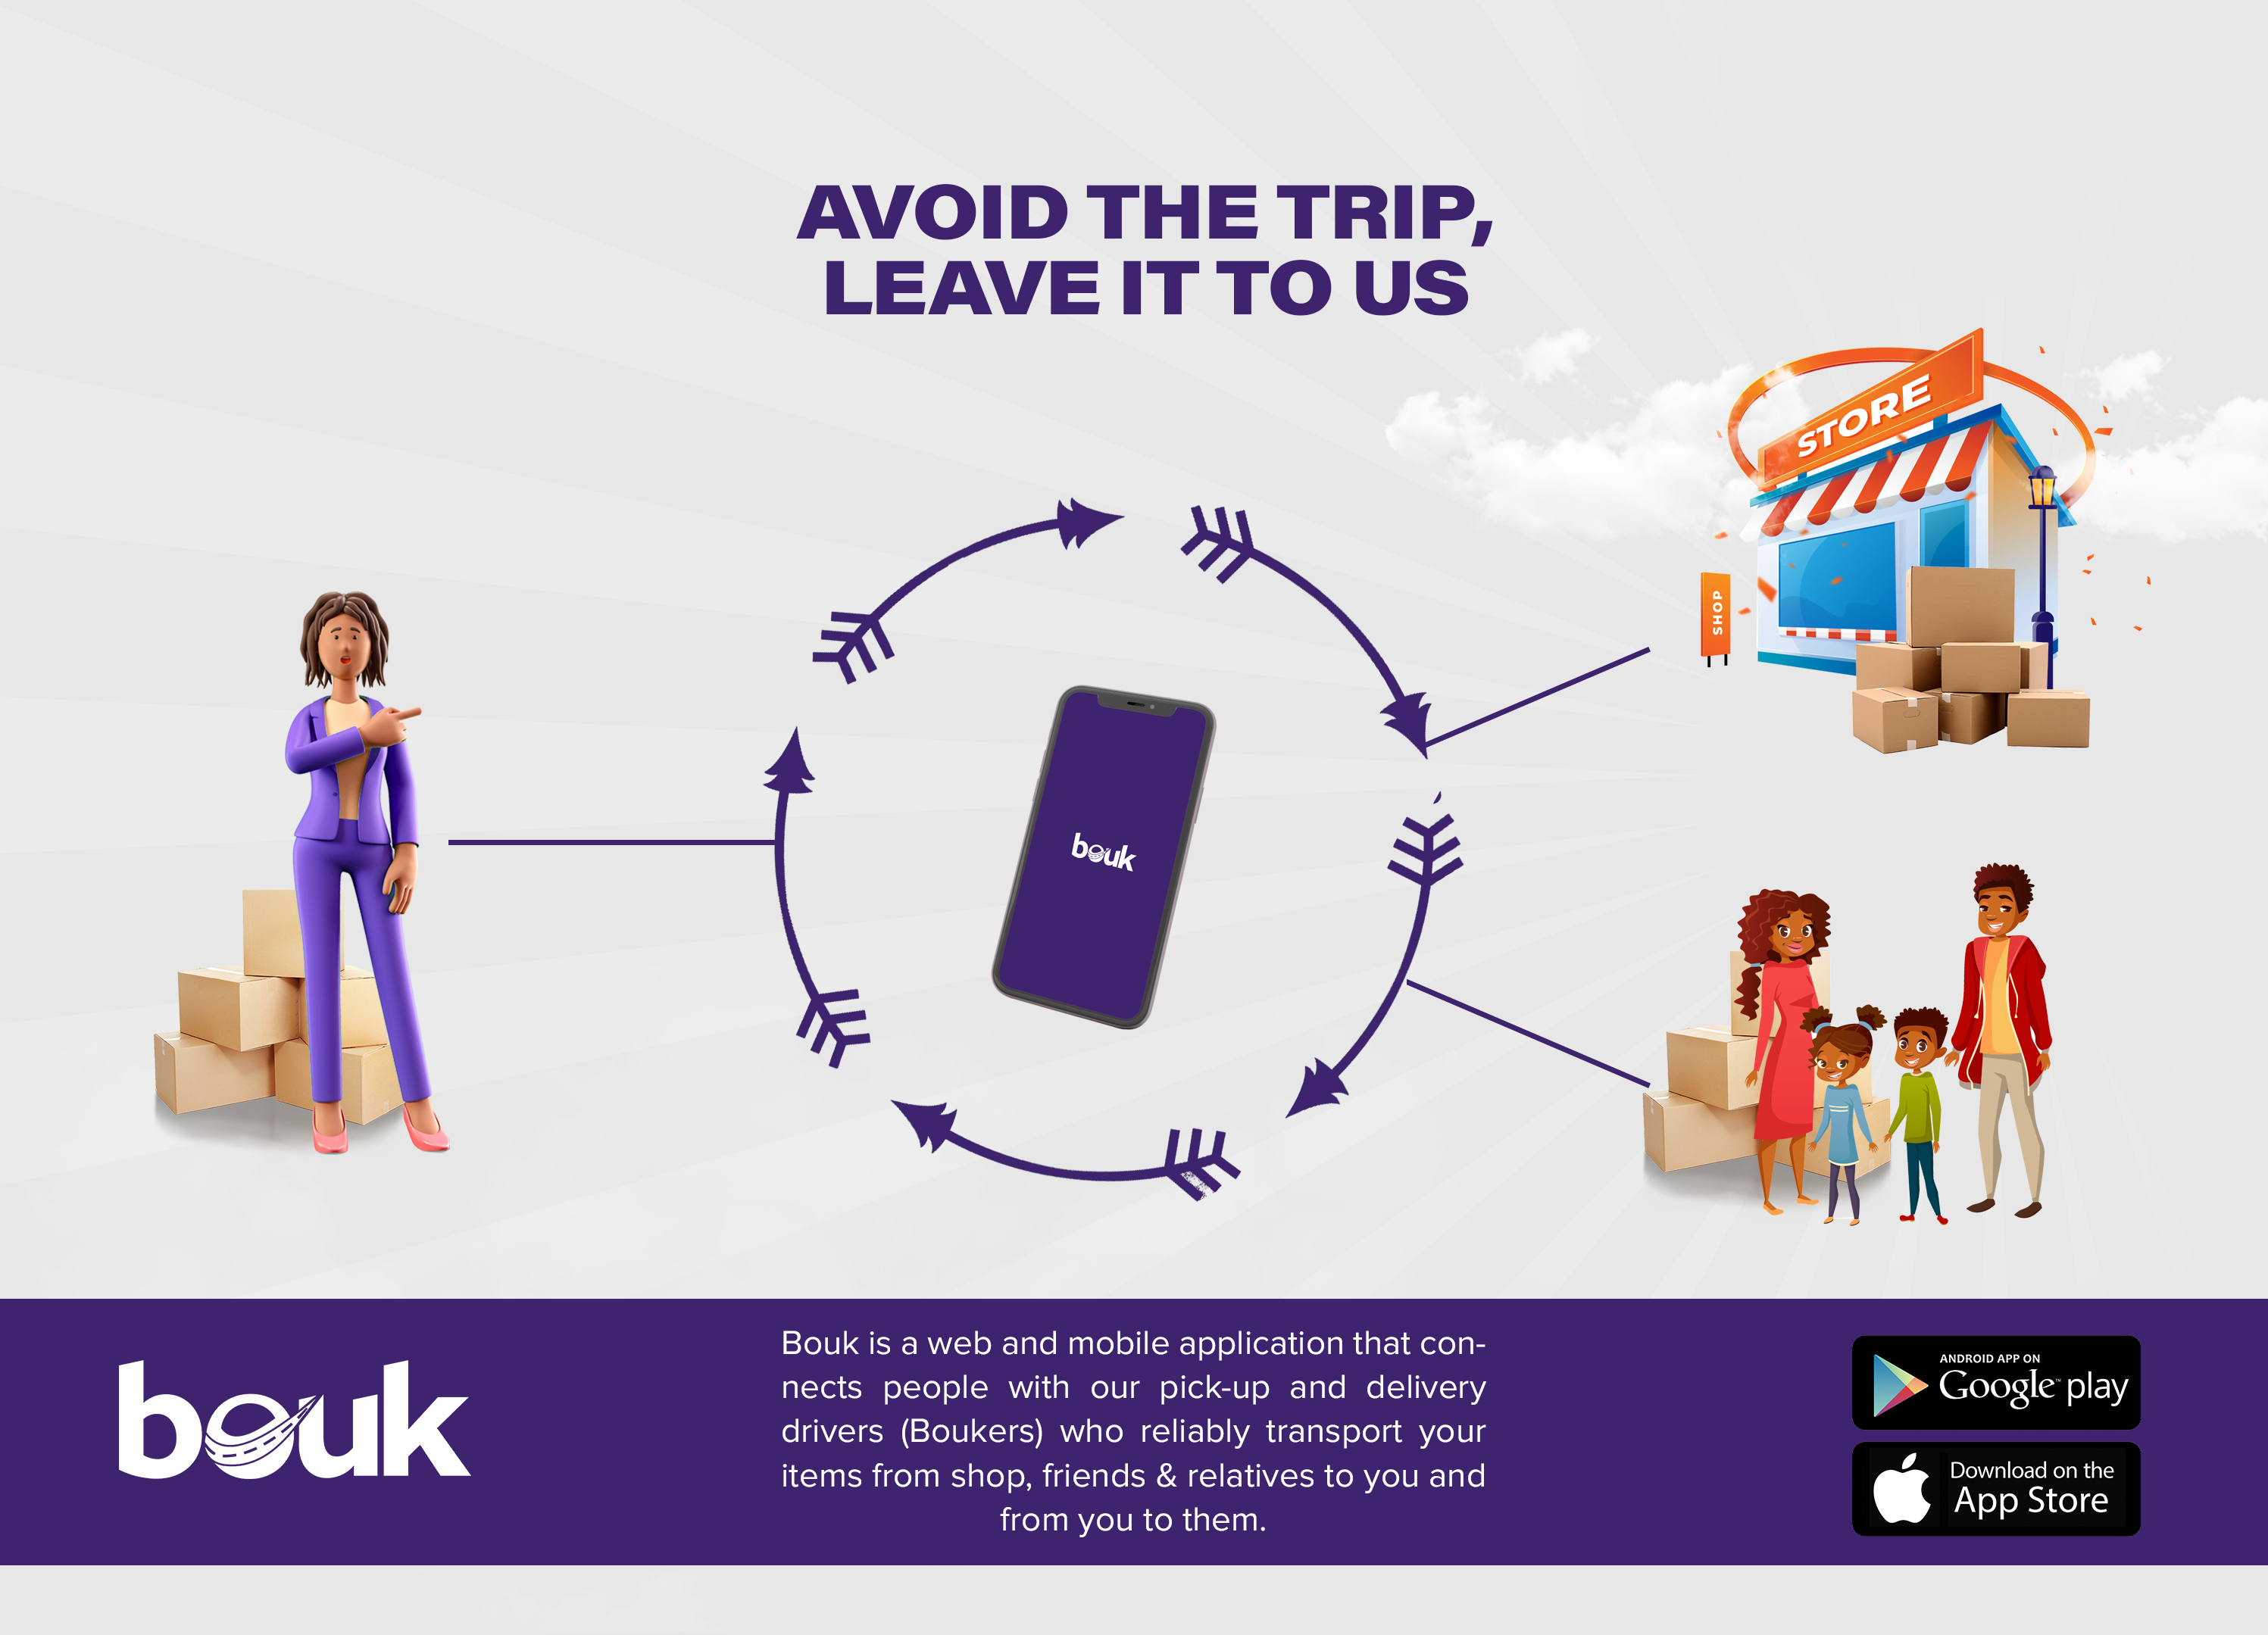 AVOID THE TRIP,
LEAVE IT TO US
STORE
SHOP
bouk
bouk
Bouk is a web and mobile application that con-
nects people with our pick-up and delivery
drivers (Boukers) who reliably transport your
items from shop, friends & relatives to you and
from you to them.
ANDROID APP ON
Google play
Download on the
App Store